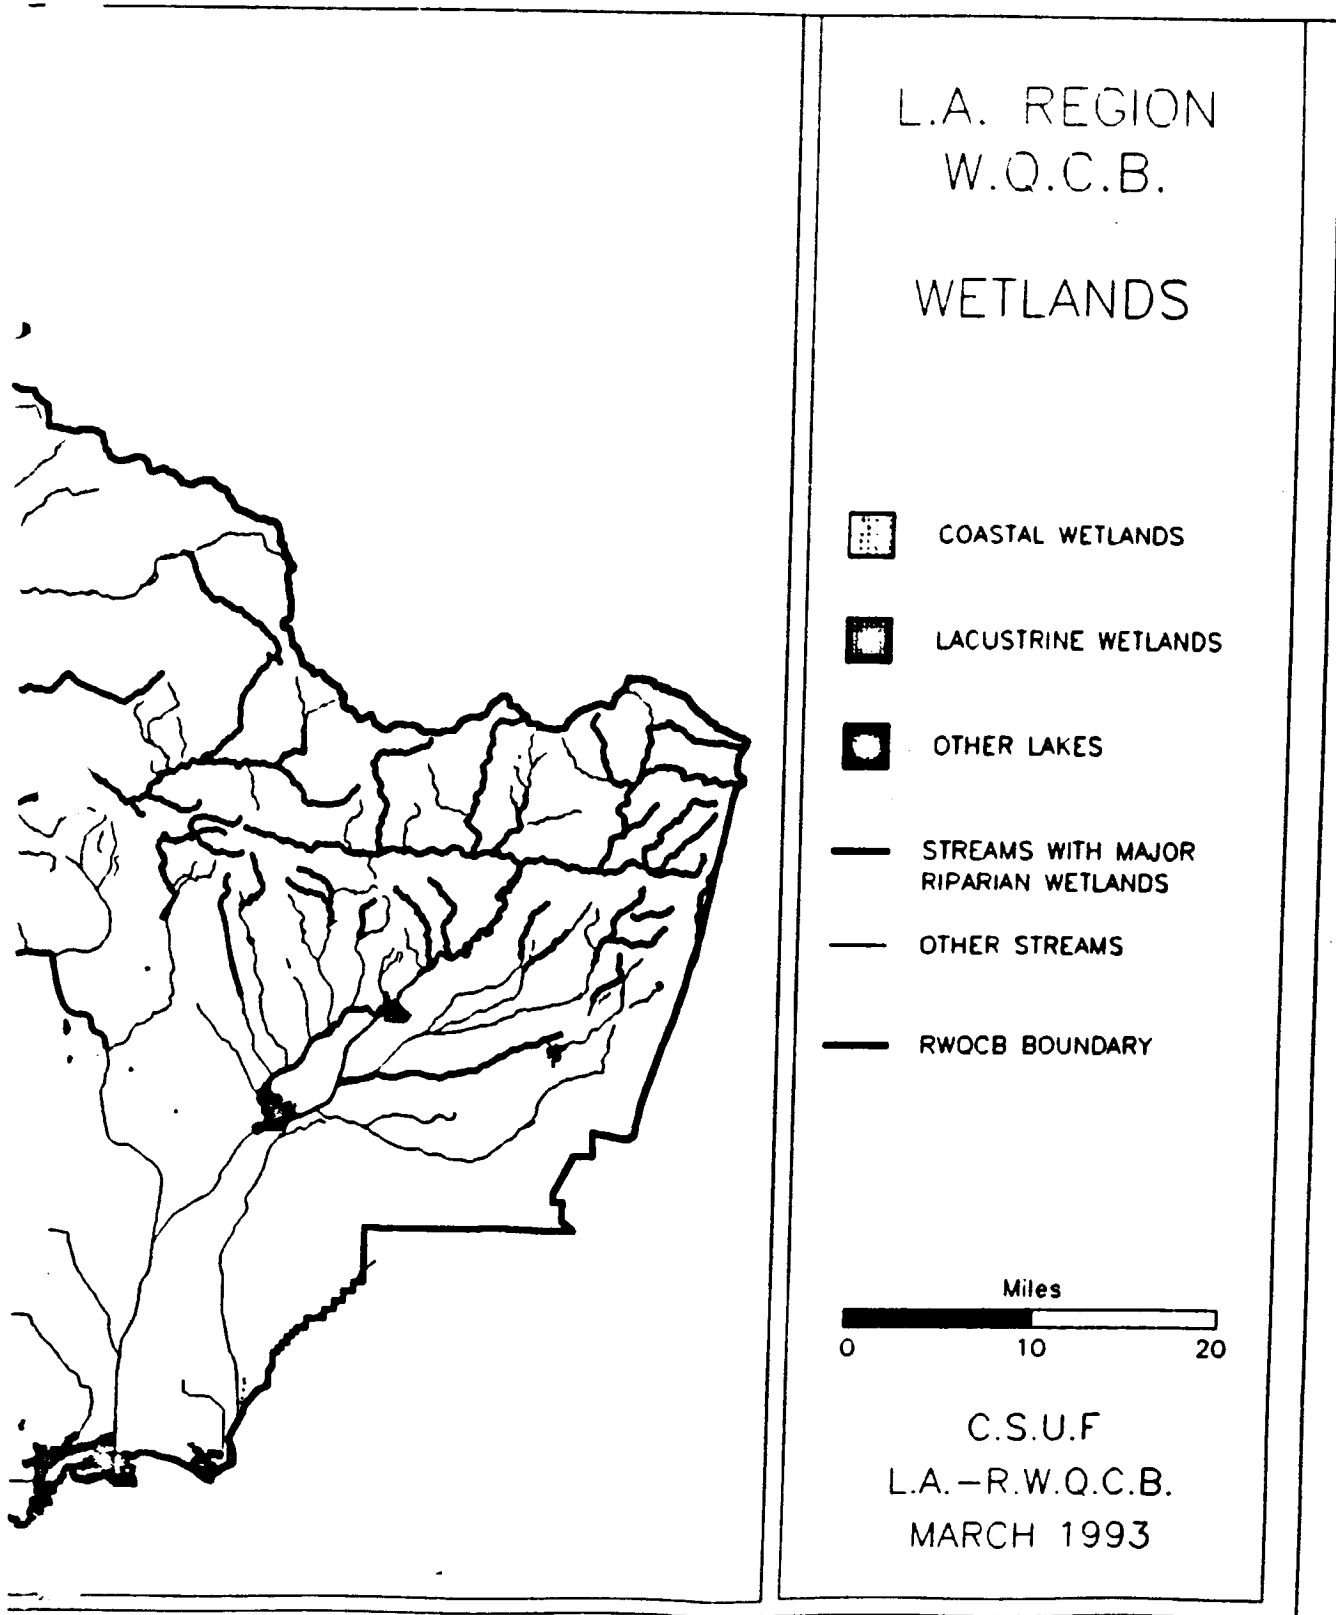 L.A. REGION
W.Q.C.B.
WETLANDS
COASTAL WETLANDS
LACUSTRINE WETLANDS
OTHER LAKES
STREAMS WITH MAJOR
RIPARIAN WETLANDS
OTHER STREAMS
RWQCB BOUNDARY
Miles
0 10 20
C.S.U.F
L.A.-R.W.Q.C.B.
MARCH 1993